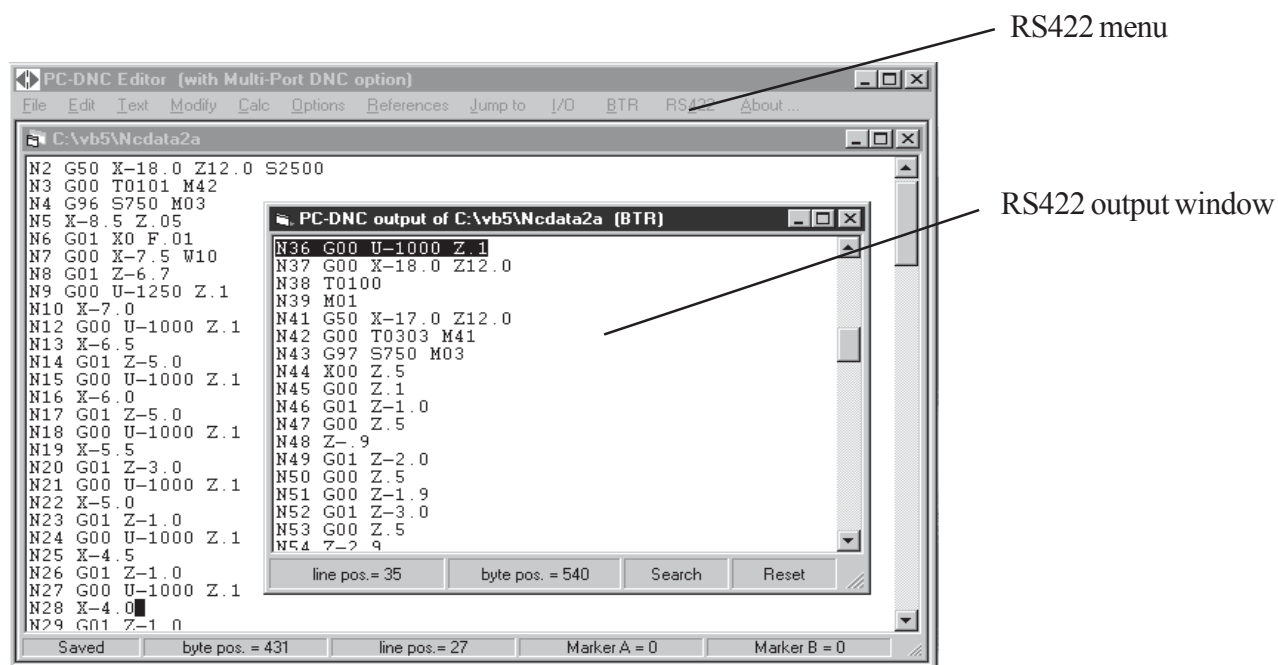 RS422 menu
PC-DNC Editor (with Multi-Port DNC option)
File Edit Text Modify Calc Options References Jump to I/O BTR RS422 About ...
C:\vb5\Ncdata2a
N2 G50 X-18.0 Z12.0 S2500
N3 G00 T0101 M42
N4 G96 S750 M03
N5 X-8.5 Z.05
N6 G01 X0 F.01
N7 G00 X-7.5 W10
N8 G01 Z-6.7
N9 G00 U-1250 Z.1
N10 X-7.0
N12 G00 U-1000 Z.1
N13 X-6.5
N14 G01 Z-5.0
N15 G00 U-1000 Z.1
N16 X-6.0
N17 G01 Z-5.0
N18 G00 U-1000 Z.1
N19 X-5.5
N20 G01 Z-3.0
N21 G00 U-1000 Z.1
N22 X-5.0
N23 G01 Z-1.0
N24 G00 U-1000 Z.1
N25 X-4.5
N26 G01 Z-1.0
N27 G00 U-1000 Z.1
N28 X-4.0
N29 G01 Z-1.0
Saved byte pos. = 431 line pos.= 27 Marker A = 0 Marker B = 0
RS422 output window
PC-DNC output of C:\vb5\Ncdata2a (BTR)
N36 G00 U-1000 Z.1
N37 G00 X-18.0 Z12.0
N38 T0100
N39 M01
N41 G50 X-17.0 Z12.0
N42 G00 T0303 M41
N43 G97 S750 M03
N44 X00 Z.5
N45 G00 Z.1
N46 G01 Z-1.0
N47 G00 Z.5
N48 Z-.9
N49 G01 Z-2.0
N50 G00 Z.5
N51 G00 Z-1.9
N52 G01 Z-3.0
N53 G00 Z.5
N54 Z-2.9
line pos.= 35 byte pos. = 540 Search Reset